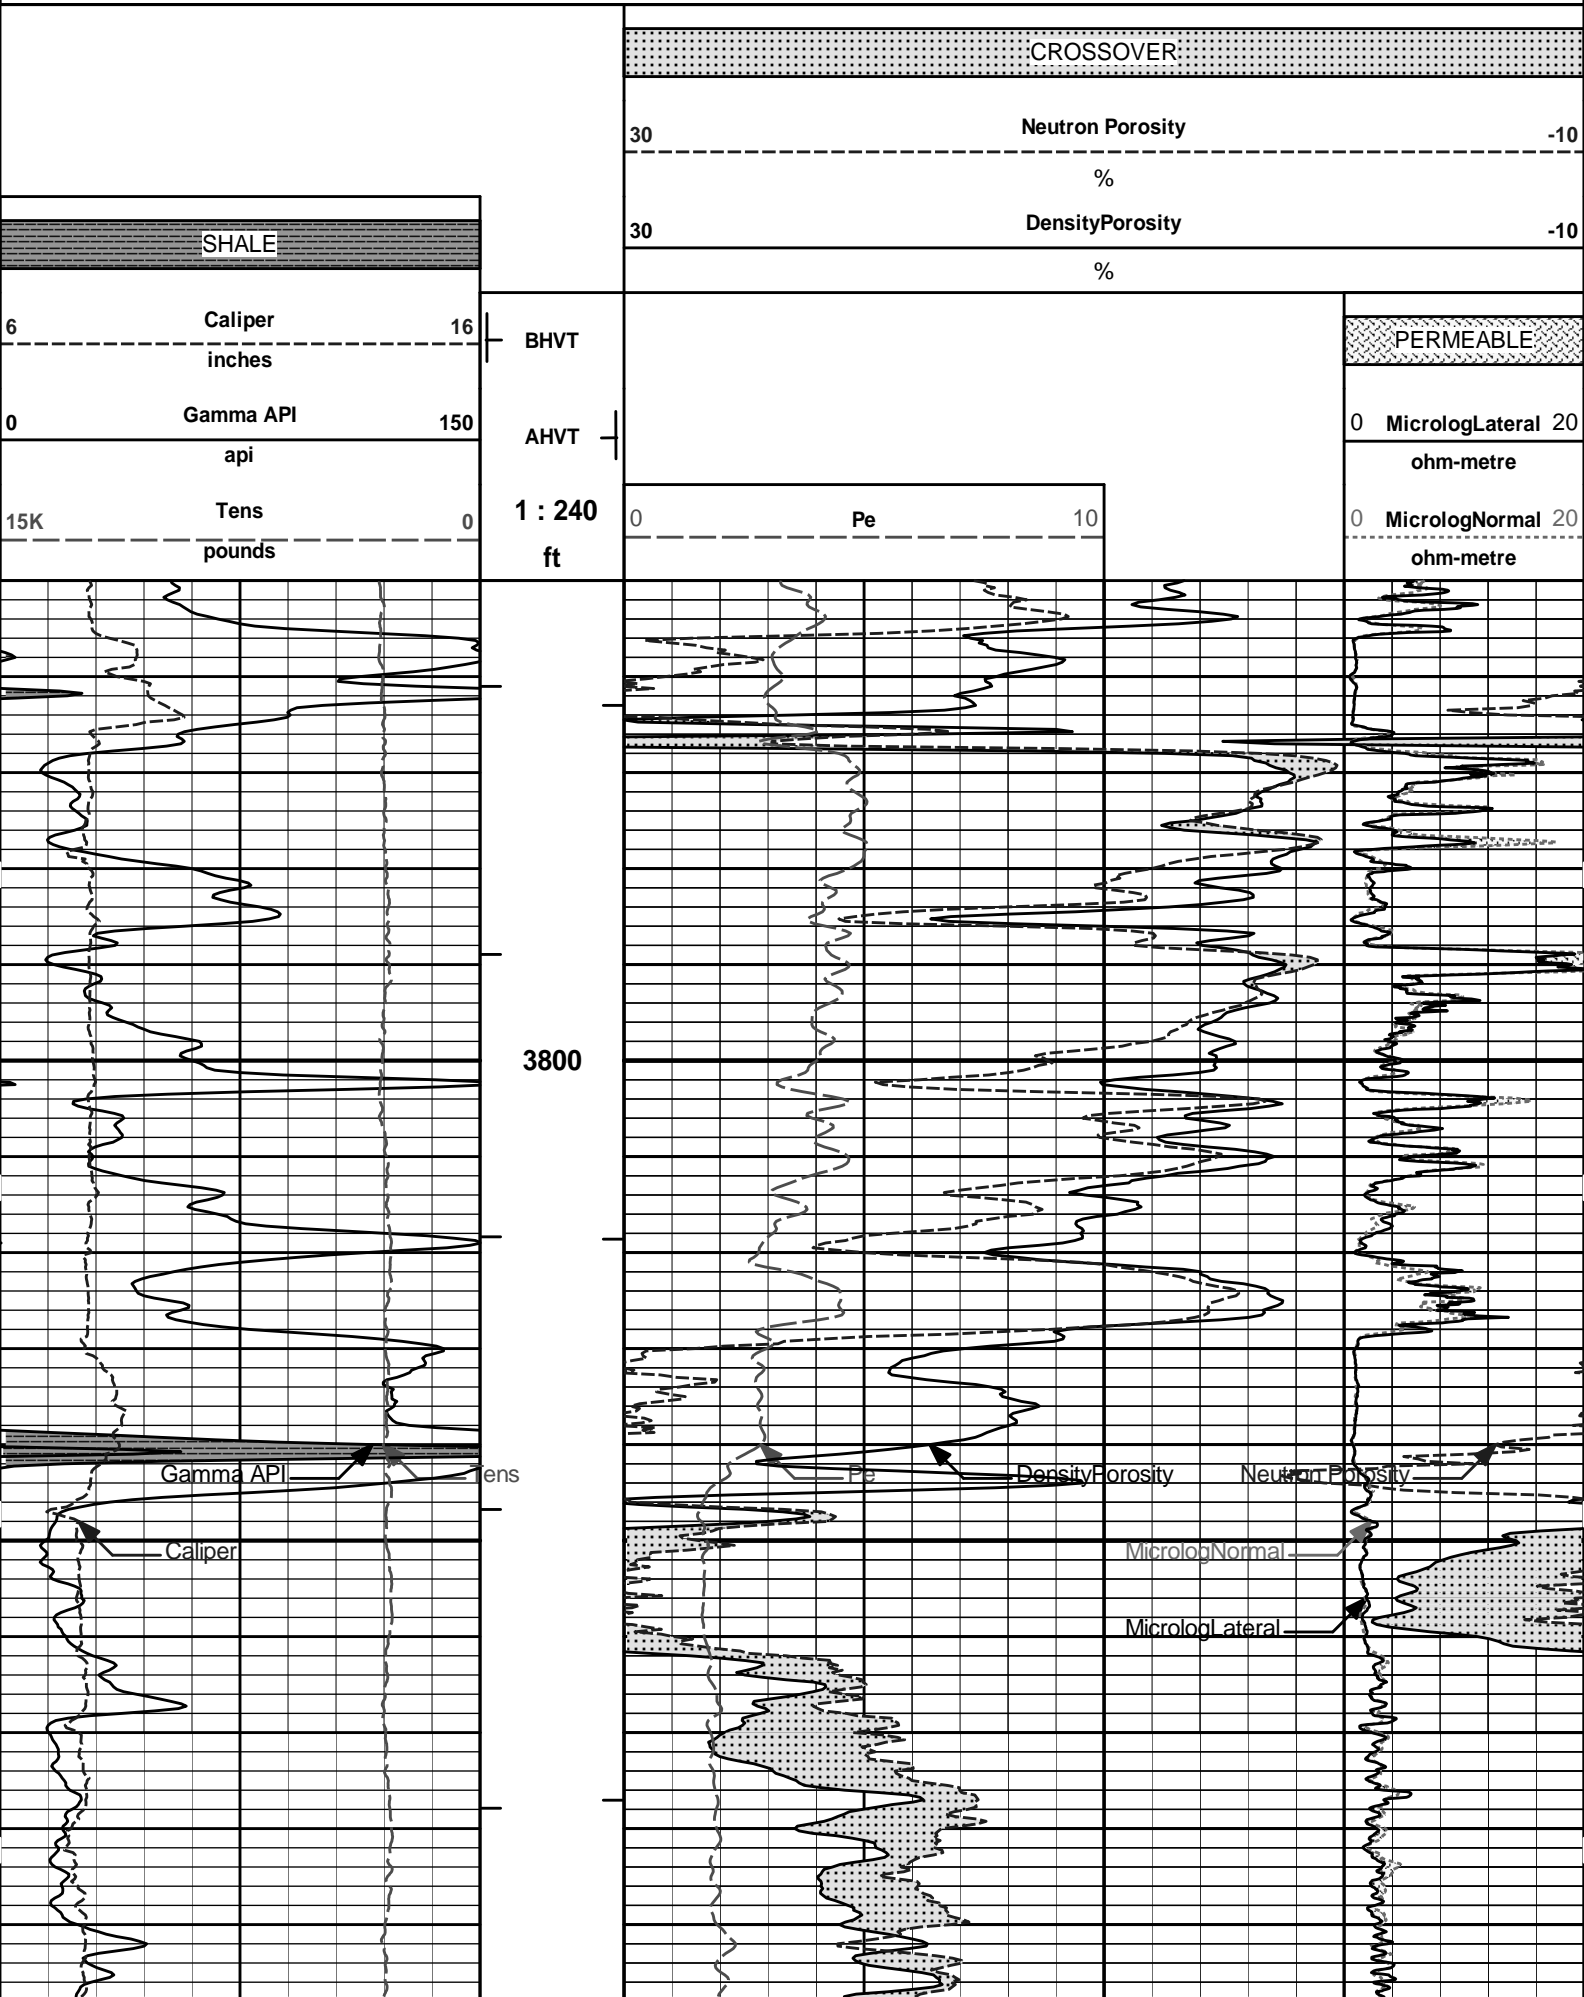 CROSSOVER
Neutron Porosity
30 -10
%
DensityPorosity
30 -10
%
SHALE
Caliper
6 16
inches
Gamma API
0 150
api
Tens
15K 0
pounds
BHVT
AHVT
1 : 240
ft
0 Pe 10
PERMEABLE
0 MicrologLateral 20
ohm-metre
0 MicrologNormal 20
ohm-metre
3800
Gamma API
Tens
Pe
DensityPorosity
Neutron Porosity
Caliper
MicrologNormal
MicrologLateral